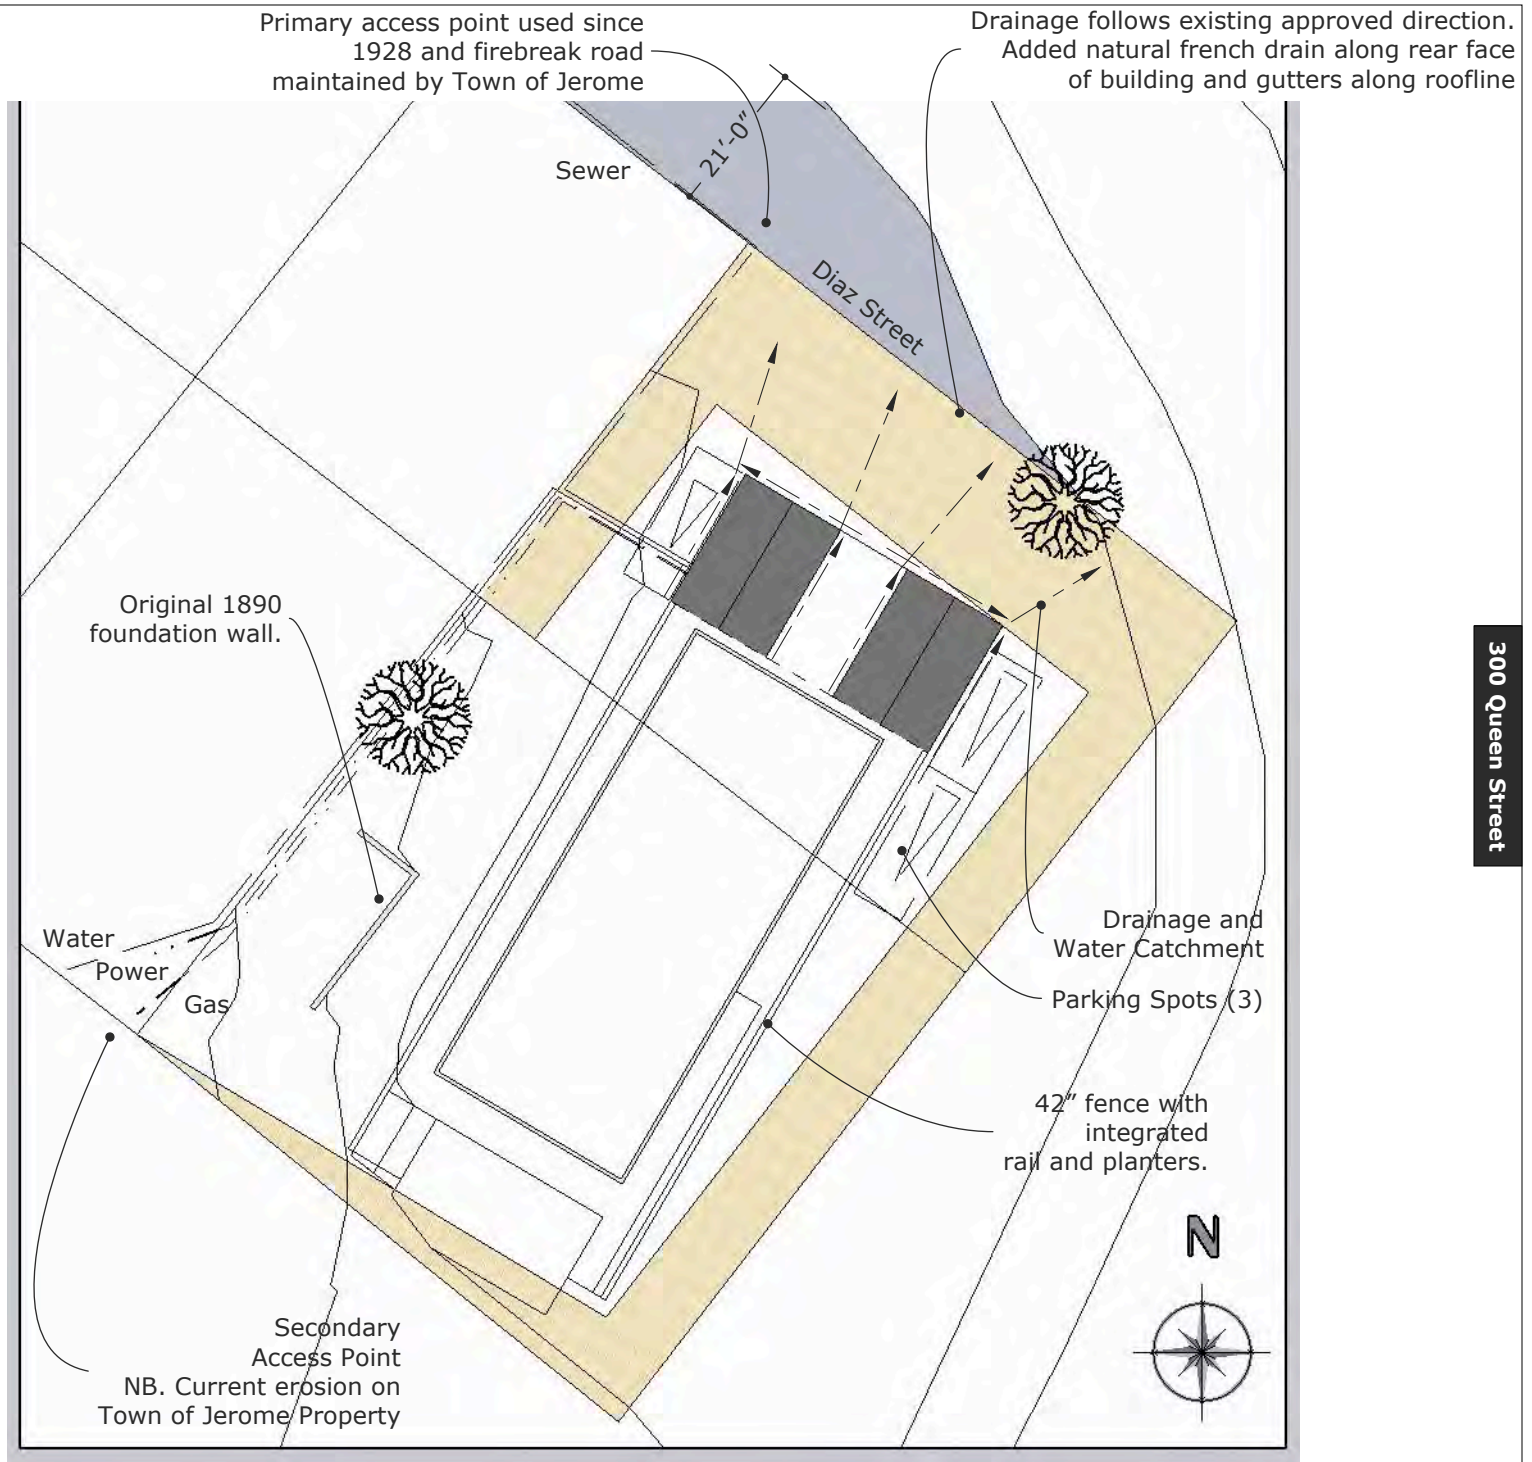 Primary access point used since
1928 and firebreak road
maintained by Town of Jerome
Drainage follows existing approved direction.
Added natural french drain along rear face
of building and gutters along roofline
21'-0"
Sewer
Diaz Street
Original 1890
foundation wall.
300 Queen Street
Water
Power
Gas
Drainage and
Water Catchment
Parking Spots (3)
42” fence with
integrated
rail and planters.
N
Secondary
Access Point
NB. Current erosion on
Town of Jerome Property